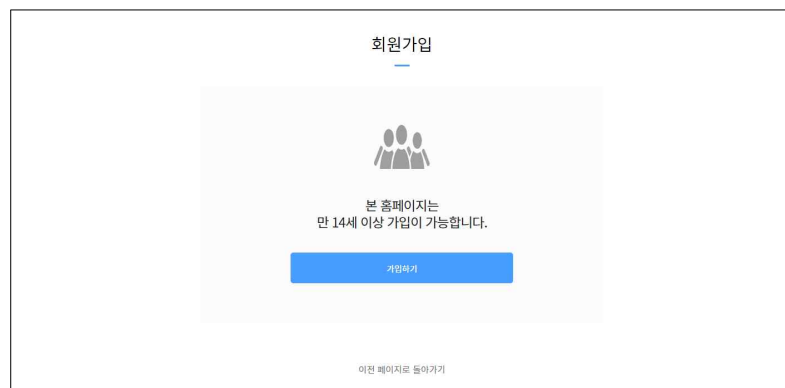 회원가입
본 홈페이지는
만 14세 이상 가입이 가능합니다.
가입하기
이전 페이지로 돌아가기